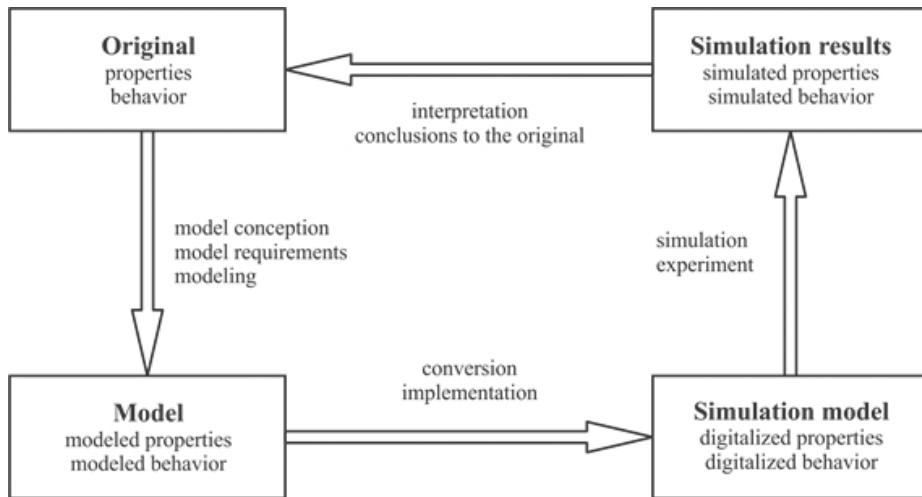 Original
properties
behavior
Simulation results
simulated properties
simulated behavior
interpretation
conclusions to the original
model conception
model requirements
modeling
simulation
experiment
conversion
implementation
Model
modeled properties
modeled behavior
Simulation model
digitalized properties
digitalized behavior